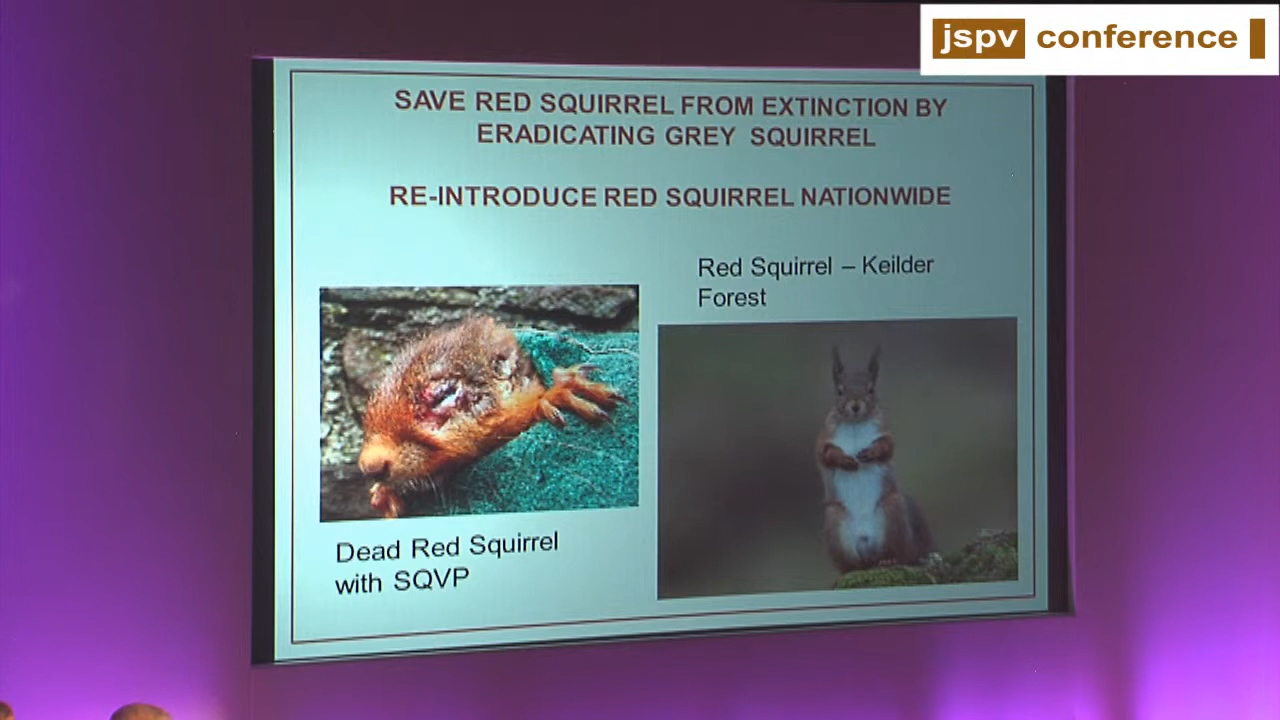 jspv conference
SAVE RED SQUIRREL FROM EXTINCTION BY
ERADICATING GREY SQUIRREL
RE-INTRODUCE RED SQUIRREL NATIONWIDE
Red Squirrel – Keilder
Forest
Dead Red Squirrel
with SQVP